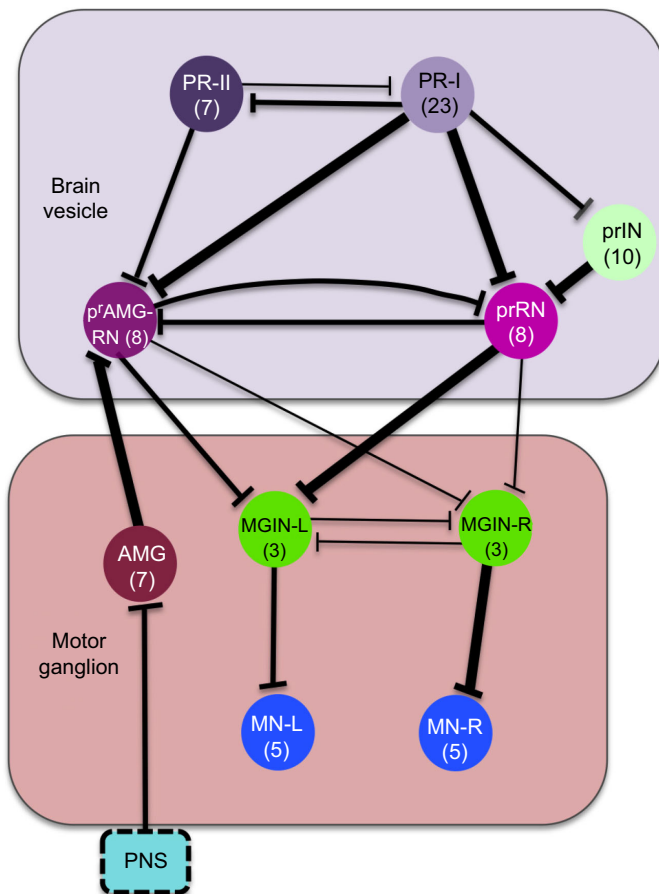 PR-II
(7)
PR-I
(23)
Brain
vesicle
prIN
(10)
pʳAMG-
RN (8)
prRN
(8)
MGIN-L
(3)
MGIN-R
(3)
AMG
(7)
Motor
ganglion
MN-L
(5)
MN-R
(5)
PNS